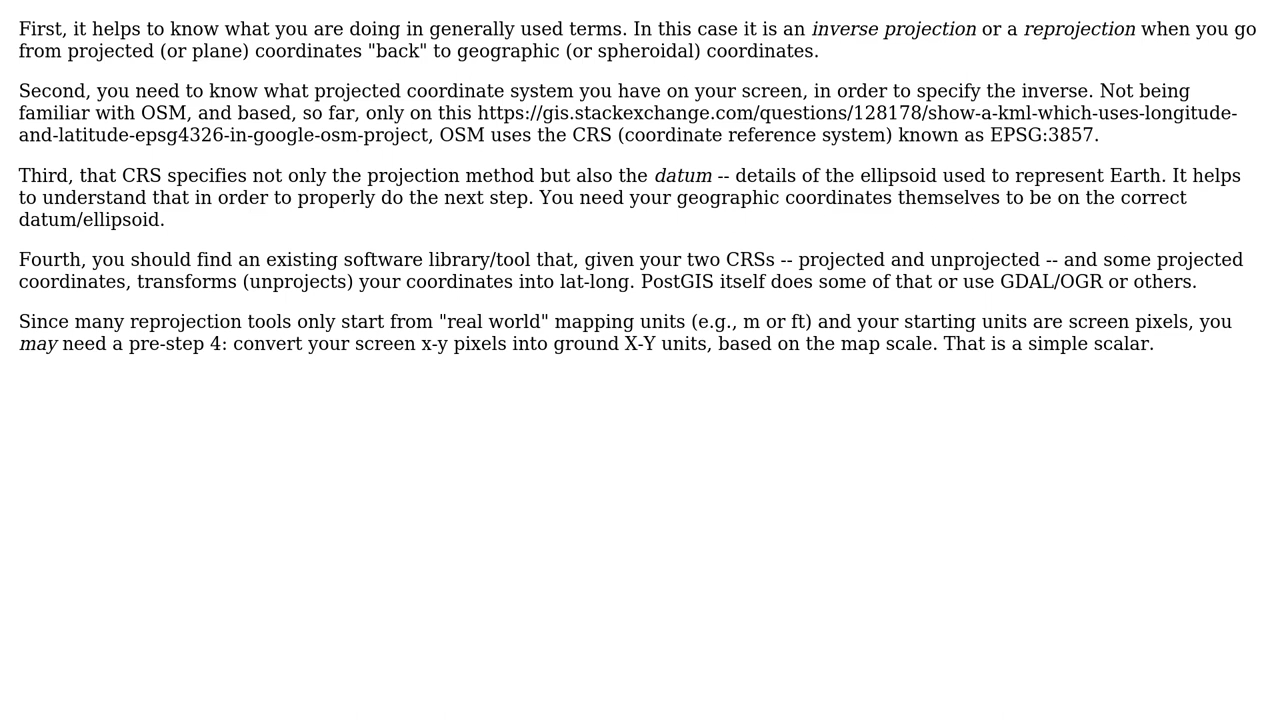 First, it helps to know what you are doing in generally used terms. In this case it is an inverse projection or a reprojection when you go
from projected (or plane) coordinates "back" to geographic (or spheroidal) coordinates.
Second, you need to know what projected coordinate system you have on your screen, in order to specify the inverse. Not being
familiar with OSM, and based, so far, only on this https://gis.stackexchange.com/questions/128178/show-a-kml-which-uses-longitude-
and-latitude-epsg4326-in-google-osm-project, OSM uses the CRS (coordinate reference system) known as EPSG:3857.
Third, that CRS specifies not only the projection method but also the datum -- details of the ellipsoid used to represent Earth. It helps
to understand that in order to properly do the next step. You need your geographic coordinates themselves to be on the correct
datum/ellipsoid.
Fourth, you should find an existing software library/tool that, given your two CRSs -- projected and unprojected -- and some projected
coordinates, transforms (unprojects) your coordinates into lat-long. PostGIS itself does some of that or use GDAL/OGR or others.
Since many reprojection tools only start from "real world" mapping units (e.g., m or ft) and your starting units are screen pixels, you
may need a pre-step 4: convert your screen x-y pixels into ground X-Y units, based on the map scale. That is a simple scalar.